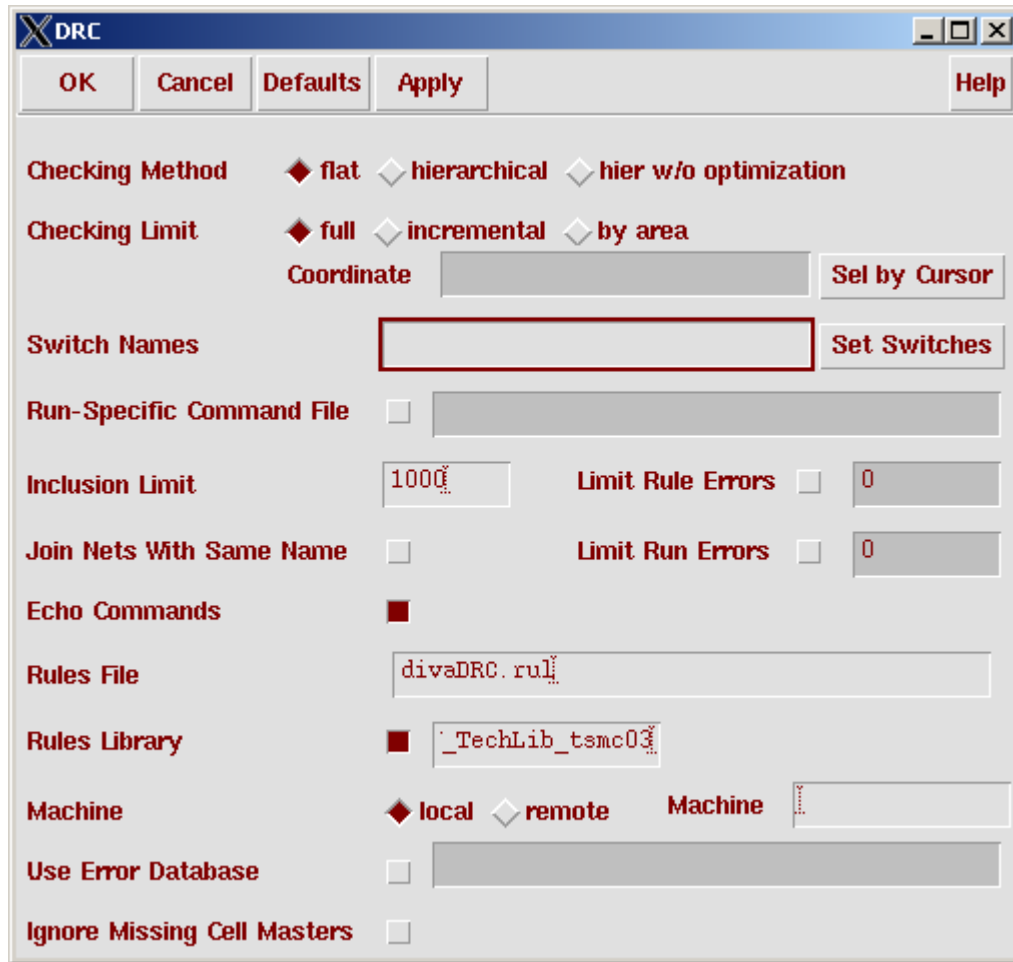 DRC
OK Cancel Defaults Apply Help
Checking Method flat hierarchical hier w/o optimization
Checking Limit full incremental by area
Coordinate Sel by Cursor
Switch Names Set Switches
Run-Specific Command File
Inclusion Limit 1000 Limit Rule Errors 0
Join Nets With Same Name Limit Run Errors 0
Echo Commands
Rules File divaDRC.rul
Rules Library _TechLib_tsmc03
Machine local remote Machine
Use Error Database
Ignore Missing Cell Masters